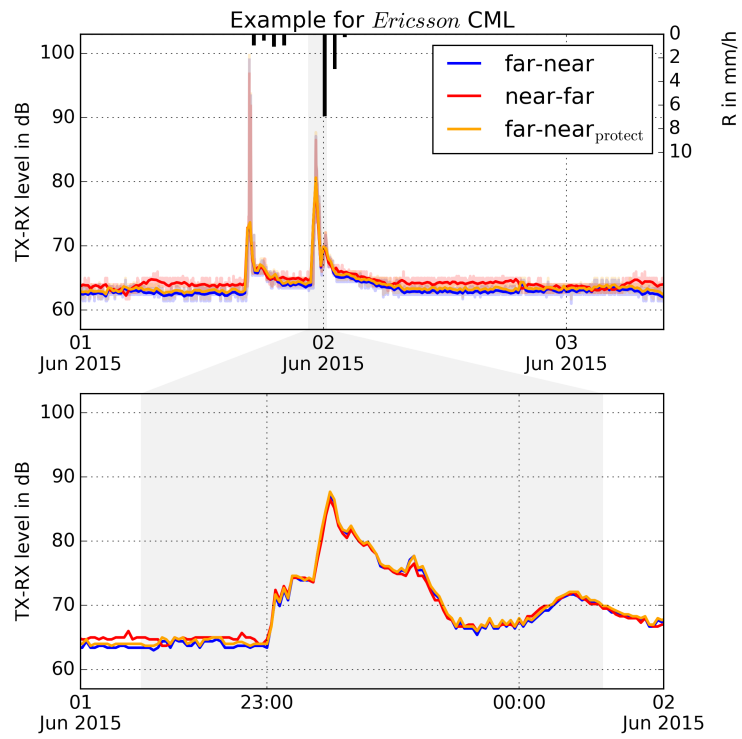 Example for Ericsson CML
TX-RX level in dB
100
90
80
70
60
0
2
4
6
8
10
R in mm/h
far-near
near-far
far-near protect
01
Jun 2015
02
Jun 2015
03
Jun 2015
TX-RX level in dB
100
90
80
70
60
01
Jun 2015
23:00
00:00
02
Jun 2015